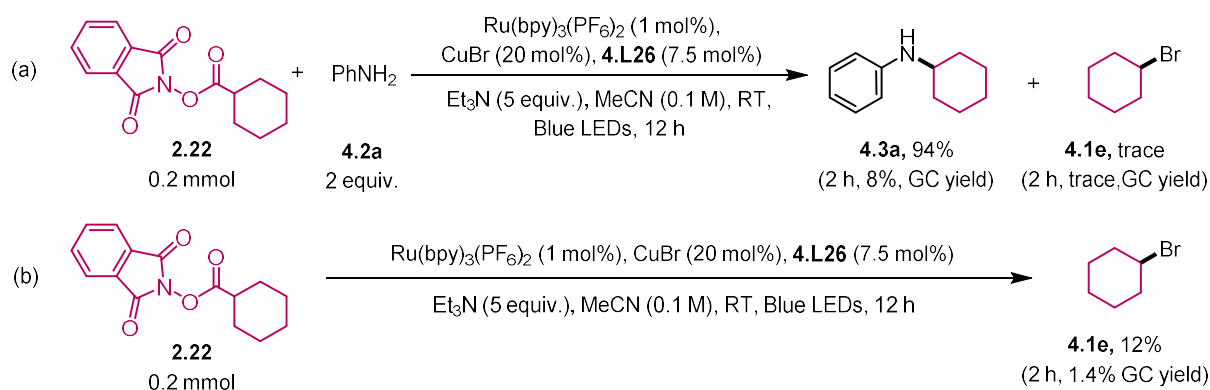 (a)
O
N
O
O
O
2.22
0.2 mmol
+
PhNH2
4.2a
2 equiv.
Ru(bpy)3(PF6)2 (1 mol%),
CuBr (20 mol%), 4.L26 (7.5 mol%)
Et3N (5 equiv.), MeCN (0.1 M), RT,
Blue LEDs, 12 h
H
N
4.3a, 94%
(2 h, 8%, GC yield)
+
Br
4.1e, trace
(2 h, trace,GC yield)
(b)
O
N
O
O
O
2.22
0.2 mmol
Ru(bpy)3(PF6)2 (1 mol%), CuBr (20 mol%), 4.L26 (7.5 mol%)
Et3N (5 equiv.), MeCN (0.1 M), RT, Blue LEDs, 12 h
Br
4.1e, 12%
(2 h, 1.4% GC yield)